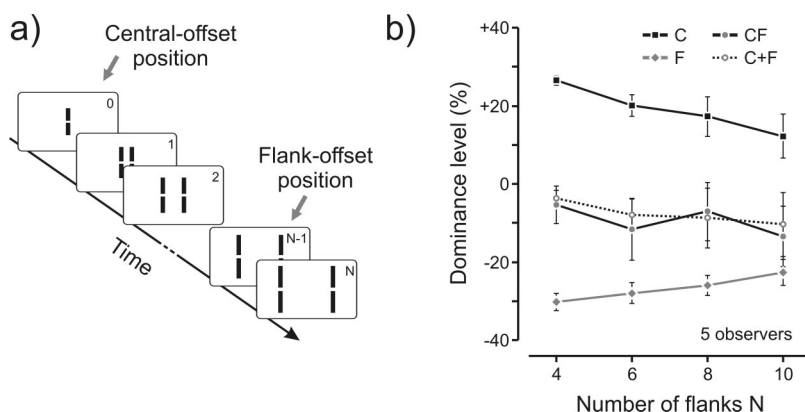 a)
Central-offset
position
0
1
2
Flank-offset
position
N-1
N
Time
b)
C
CF
F
C+F
Dominance level (%)
+40
+20
0
-20
-40
5 observers
4
6
8
10
Number of flanks N